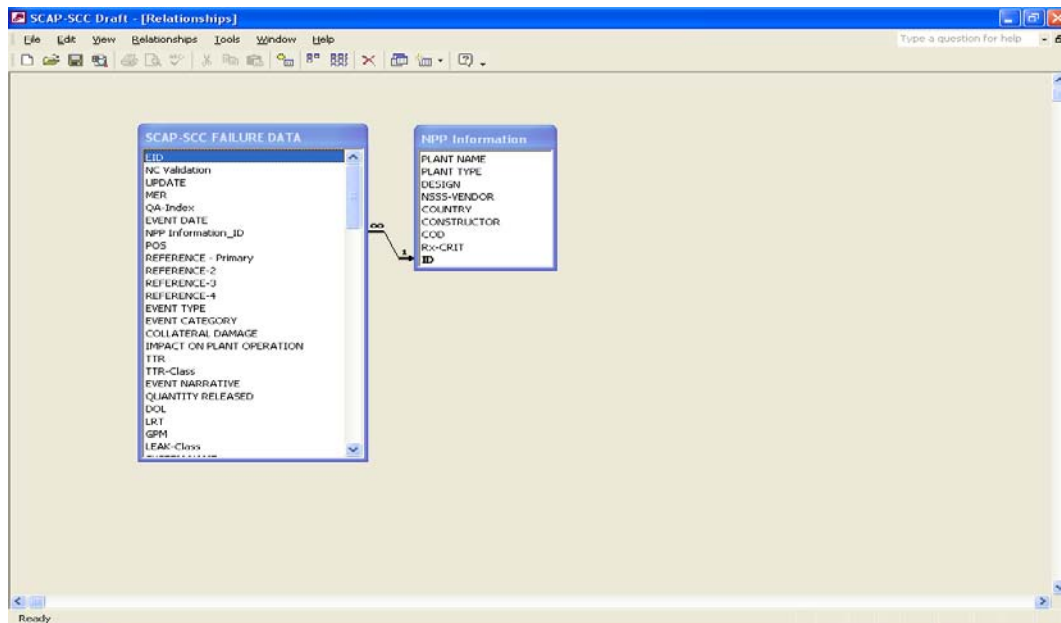 SCAP-SCC Draft - [Relationships]
File Edit View Relationships Tools Window Help
Type a question for help
SCAP-SCC FAILURE DATA
EID
NC Validation
UPDATE
MER
QA-Index
EVENT DATE
NPP Information_ID
POS
REFERENCE - Primary
REFERENCE-2
REFERENCE-3
REFERENCE-4
EVENT TYPE
EVENT CATEGORY
COLLATERAL DAMAGE
IMPACT ON PLANT OPERATION
TTR
TTR-Class
EVENT NARRATIVE
QUANTITY RELEASED
DOL
LRT
GPM
LEAK-Class
∞
1
NPP Information
PLANT NAME
PLANT TYPE
DESIGN
NSSS-VENDOR
COUNTRY
CONSTRUCTOR
COD
Rx-CRIT
ID
Ready